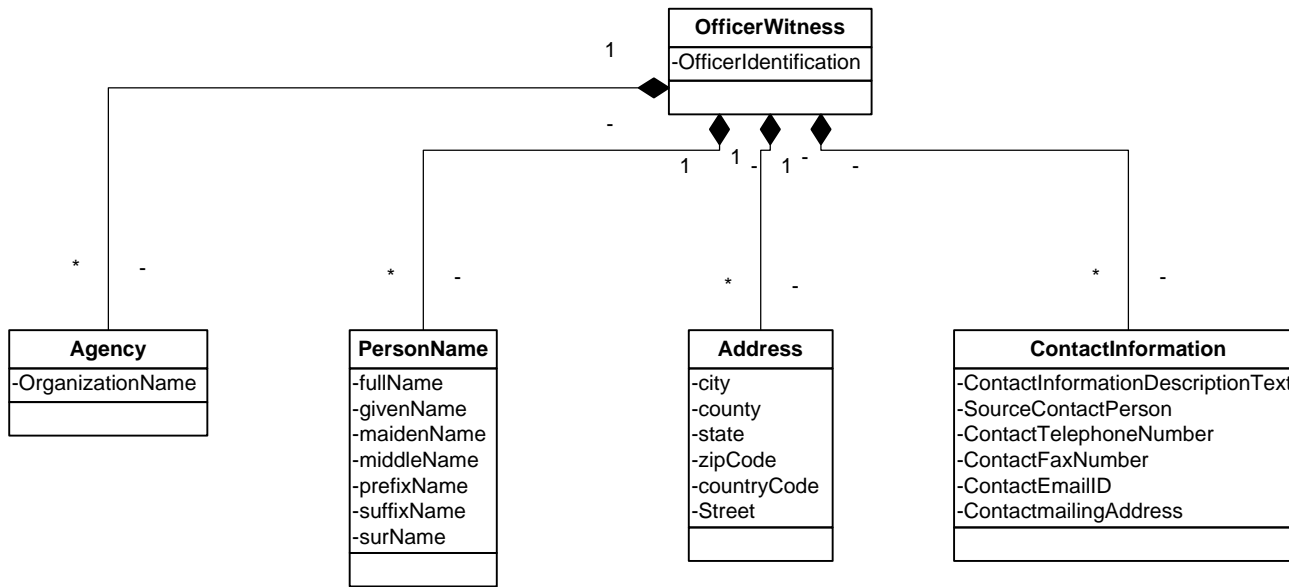 OfficerWitness
-OfficerIdentification
1
-
1
-
1
-
1
-
*
-
*
-
*
-
*
-
Agency
-OrganizationName
PersonName
-fullName
-givenName
-maidenName
-middleName
-prefixName
-suffixName
-surName
Address
-city
-county
-state
-zipCode
-countryCode
-Street
ContactInformation
-ContactInformationDescriptionText
-SourceContactPerson
-ContactTelephoneNumber
-ContactFaxNumber
-ContactEmailID
-ContactmailingAddress